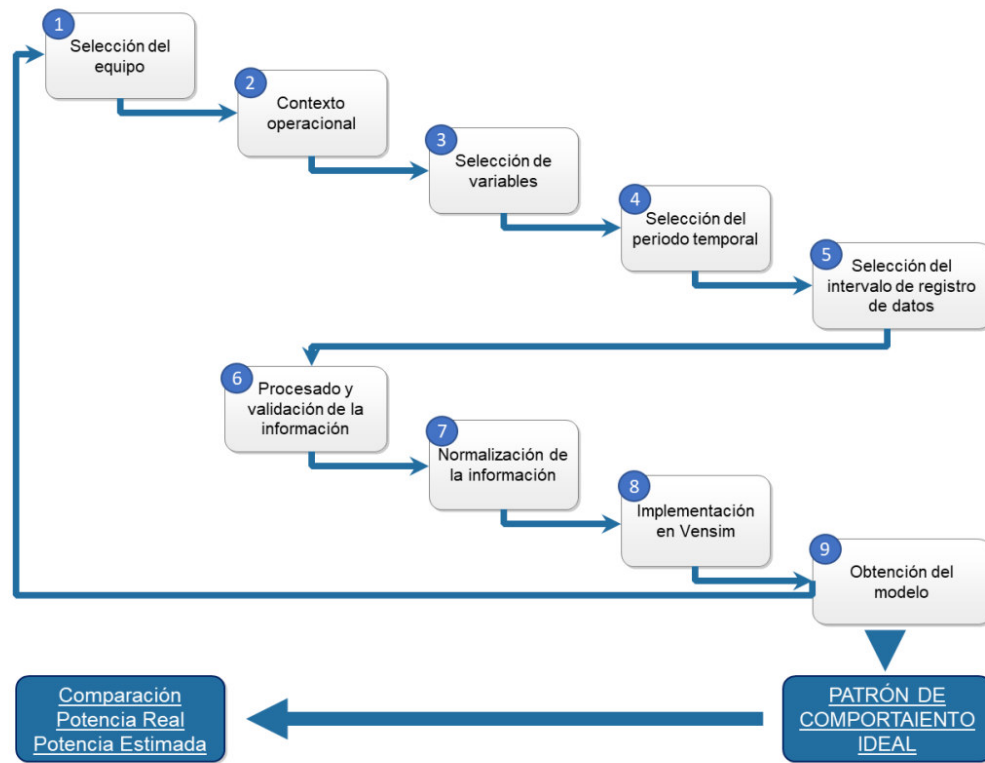 1
Selección del
equipo
2
Contexto
operacional
3
Selección de
variables
4
Selección del
periodo temporal
5
Selección del
intervalo de registro
de datos
6
Procesado y
validación de la
información
7
Normalización de
la información
8
Implementación
en Vensim
9
Obtención del
modelo
PATRÓN DE
COMPORTAIENTO
IDEAL
Comparación
Potencia Real
Potencia Estimada